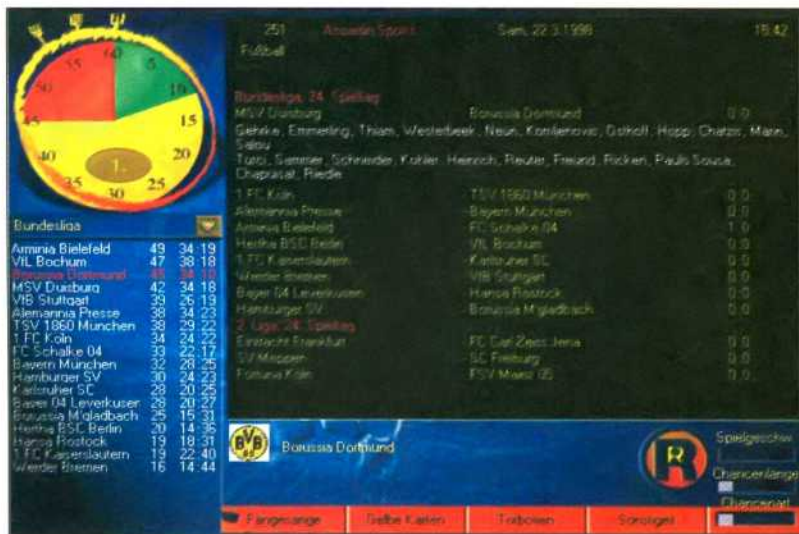 60
5
10
15
20
25
30
35
40
45
50
55
1.
Bundesliga
Arminia Bielefeld 49 34:19
VfL Bochum 47 38:18
Borussia Dortmund 45 34:10
MSV Duisburg 42 34:18
VfB Stuttgart 39 26:19
Alemannia Presse 38 34:23
TSV 1860 München 38 29:22
1.FC Köln 34 24:22
FC Schalke 04 33 22:17
Bayern München 32 28:25
Hamburger SV 30 24:23
Karlsruher SC 28 20:25
Bayer 04 Leverkusen 28 20:27
Borussia M'gladbach 25 15:31
Hertha BSC Berlin 20 14:36
Hansa Rostock 19 18:31
1.FC Kaiserslautern 19 22:40
Werder Bremen 16 14:44
251 Anstoss Sport Sam, 22.3.1998 16:42
Fußball
Bundesliga, 24. Spieltag
MSV Duisburg - Borussia Dortmund 0:0
Gehrke, Emmerling, Thiam, Westerbeek, Neun, Komljenovic, Osthoff, Hopp, Chatzis, Mann,
Salou
Turci, Sammer, Schneider, Kohler, Heinrich, Reuter, Freund, Ricken, Paulo Sousa,
Chapuisat, Riedle
1.FC Köln - TSV 1860 München 0:0
Alemannia Presse - Bayern München 0:0
Arminia Bielefeld - FC Schalke 04 1:0
Hertha BSC Berlin - VfL Bochum 0:0
1.FC Kaiserslautern - Karlsruher SC 0:0
Werder Bremen - VfB Stuttgart 0:0
Bayer 04 Leverkusen - Hansa Rostock 0:0
Hamburger SV - Borussia M'gladbach 0:0
2. Liga, 24. Spieltag
Eintracht Frankfurt - FC Carl Zeiss Jena 0:0
SV Meppen - SC Freiburg 0:0
Fortuna Köln - FSV Mainz 05 0:0
BVB
09
Borussia Dortmund
R
Spielgeschw.
Chancenlänge
Chancenart
Fangesänge
Gelbe Karten
Torboxen
Sonstiges